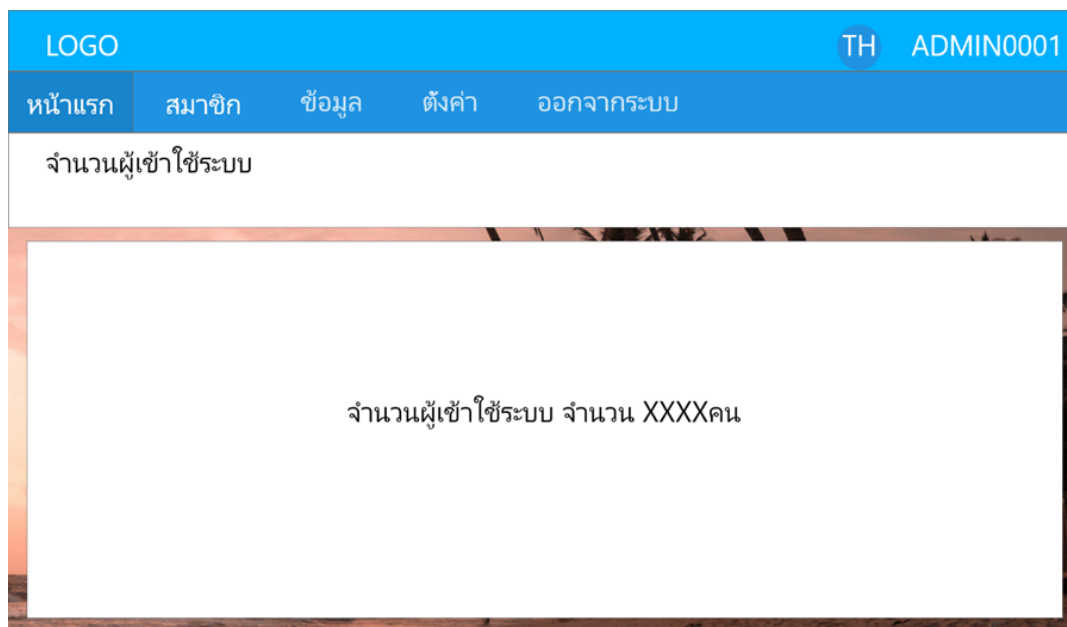 LOGO TH ADMIN0001
หน้าแรก สมาชิก ข้อมูล ตั้งค่า ออกจากระบบ
จำนวนผู้เข้าใช้ระบบ
จำนวนผู้เข้าใช้ระบบ จำนวน XXXXคน